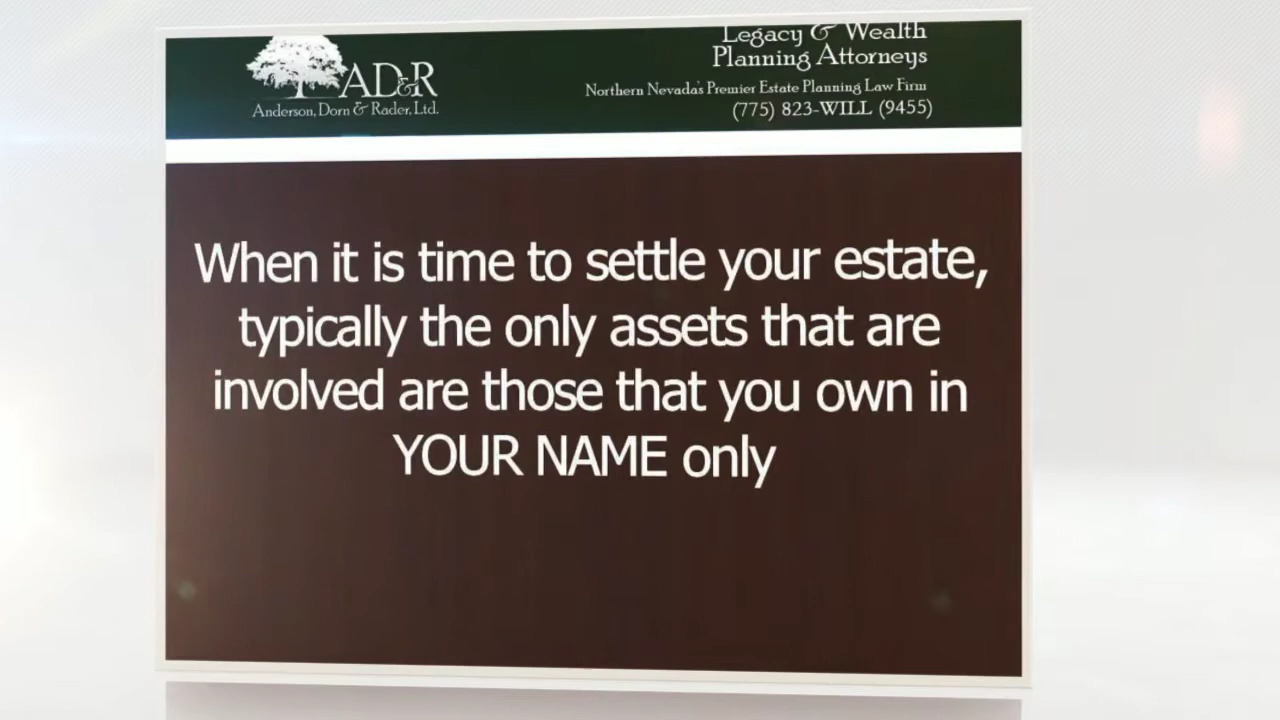 AD&R
Anderson, Dorn & Rader, Ltd.
Legacy & Wealth
Planning Attorneys
Northern Nevada's Premier Estate Planning Law Firm
(775) 823-WILL (9455)
When it is time to settle your estate,
typically the only assets that are
involved are those that you own in
YOUR NAME only